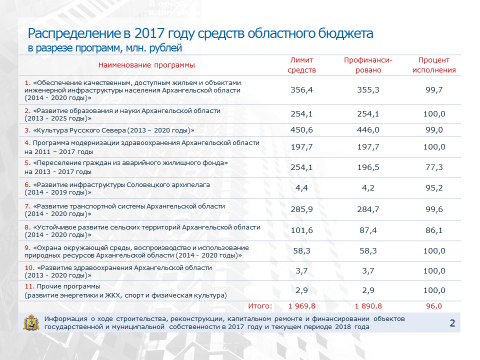 Распределение в 2017 году средств областного бюджета
в разрезе программ, млн. рублей
Наименование программы
Лимит средств
Профинансировано
Процент исполнения
1. «Обеспечение качественным, доступным жильем и объектами
инженерной инфраструктуры населения Архангельской области
(2014 - 2020 годы)»
356,4 355,3 99,7
2. «Развитие образования и науки Архангельской области
(2013 - 2025 годы)»
254,1 254,1 100,0
3. «Культура Русского Севера (2013 – 2020 годы)»
450,6 446,0 99,0
4. Программа модернизации здравоохранения Архангельской области
на 2011 – 2017 годы
197,7 197,7 100,0
5. «Переселение граждан из аварийного жилищного фонда»
на 2013 - 2017 годы
254,1 196,5 77,3
6. «Развитие инфраструктуры Соловецкого архипелага
(2014 - 2019 годы)»
4,4 4,2 95,2
7. «Развитие транспортной системы Архангельской области
(2014 - 2020 годы)»
285,9 284,7 99,6
8. «Устойчивое развитие сельских территорий Архангельской области
(2014 - 2020 годы)»
101,6 87,4 86,1
9. «Охрана окружающей среды, воспроизводство и использование
природных ресурсов Архангельской области (2014 - 2020 годы)»
58,3 58,3 100,0
10. «Развитие здравоохранения Архангельской области
(2013 - 2020 годы)»
3,7 3,7 100,0
11. Прочие программы
(развитие энергетики и ЖКХ, спорт и физическая культура)
2,9 2,9 100,0
Итого: 1 969,8 1 890,8 96,0
Информация о ходе строительства, реконструкции, капитальном ремонте и финансировании объектов
государственной и муниципальной собственности в 2017 году и текущем периоде 2018 года
2